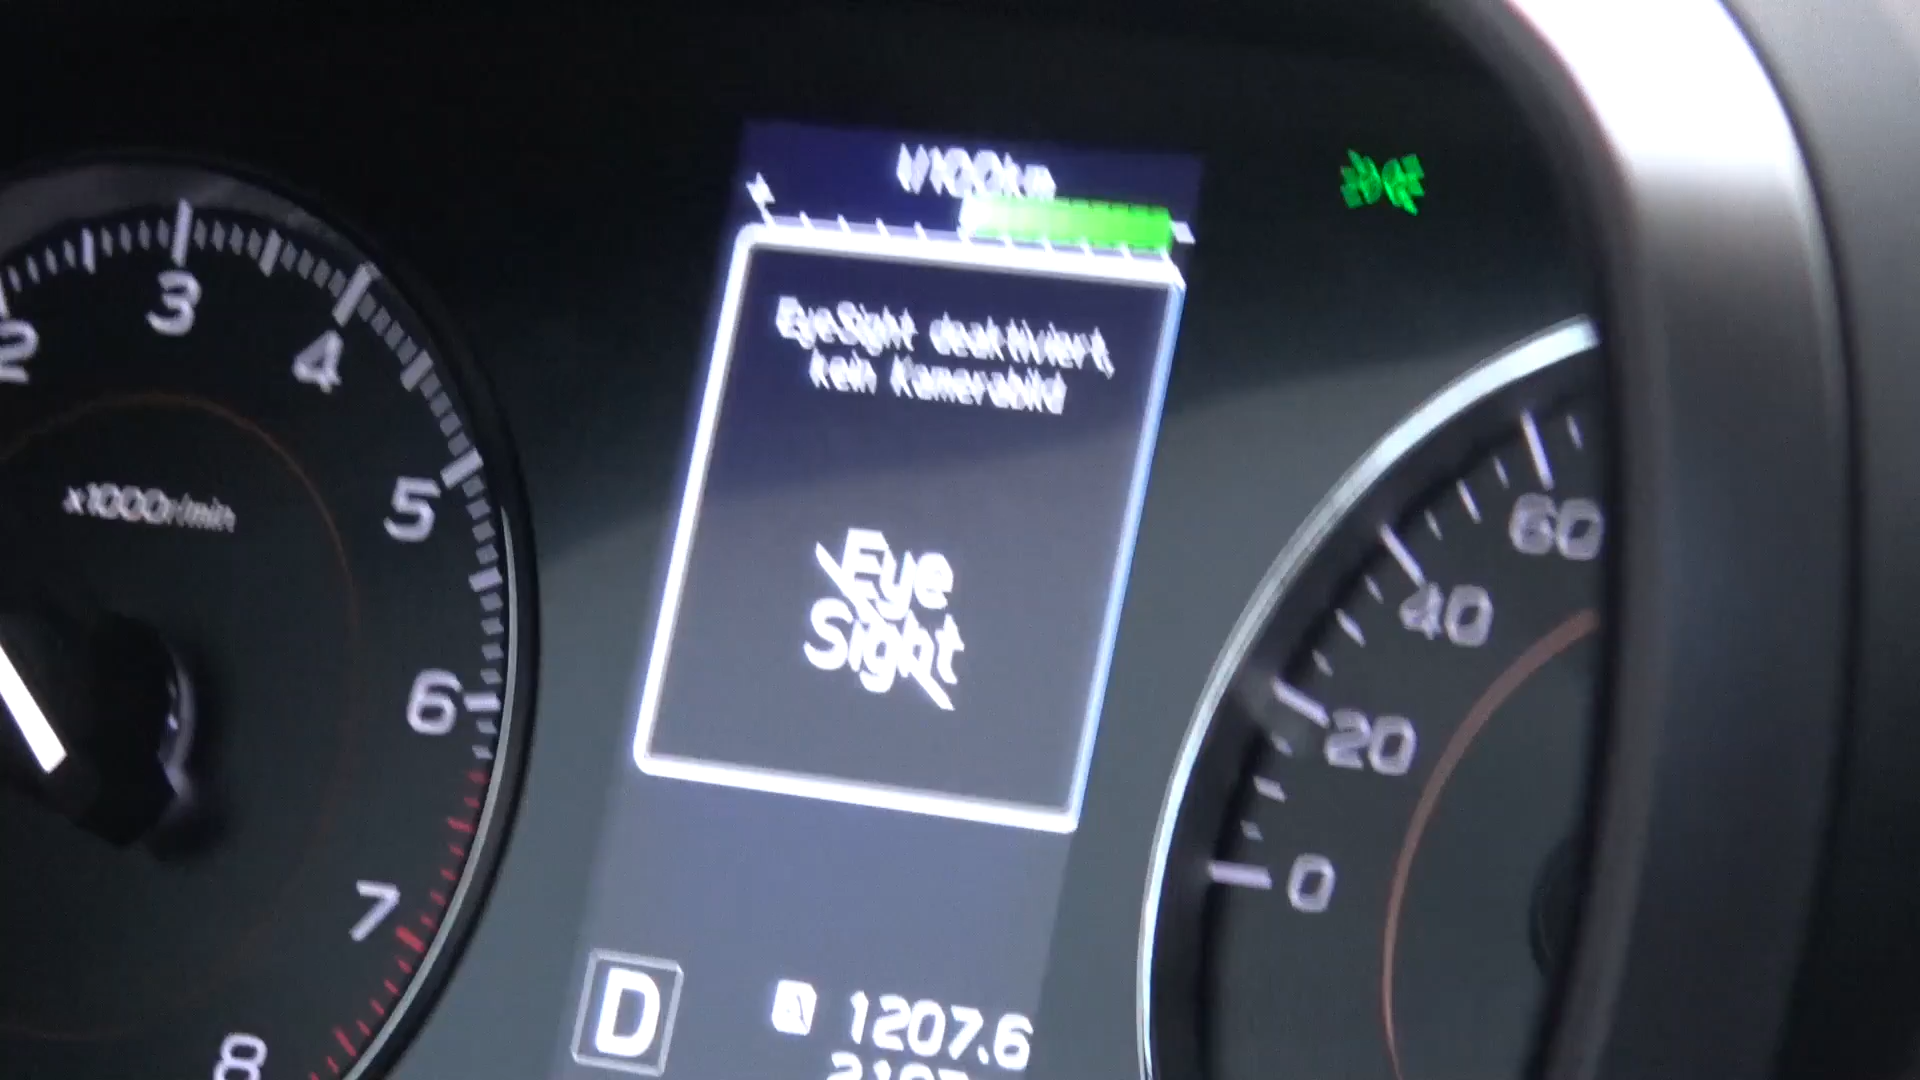 l/100km
EyeSight deaktiviert,
kein Kamerabild
Eye
Sight
2
3
4
5
6
7
8
x1000r/min
60
40
20
0
D
A 1207.6